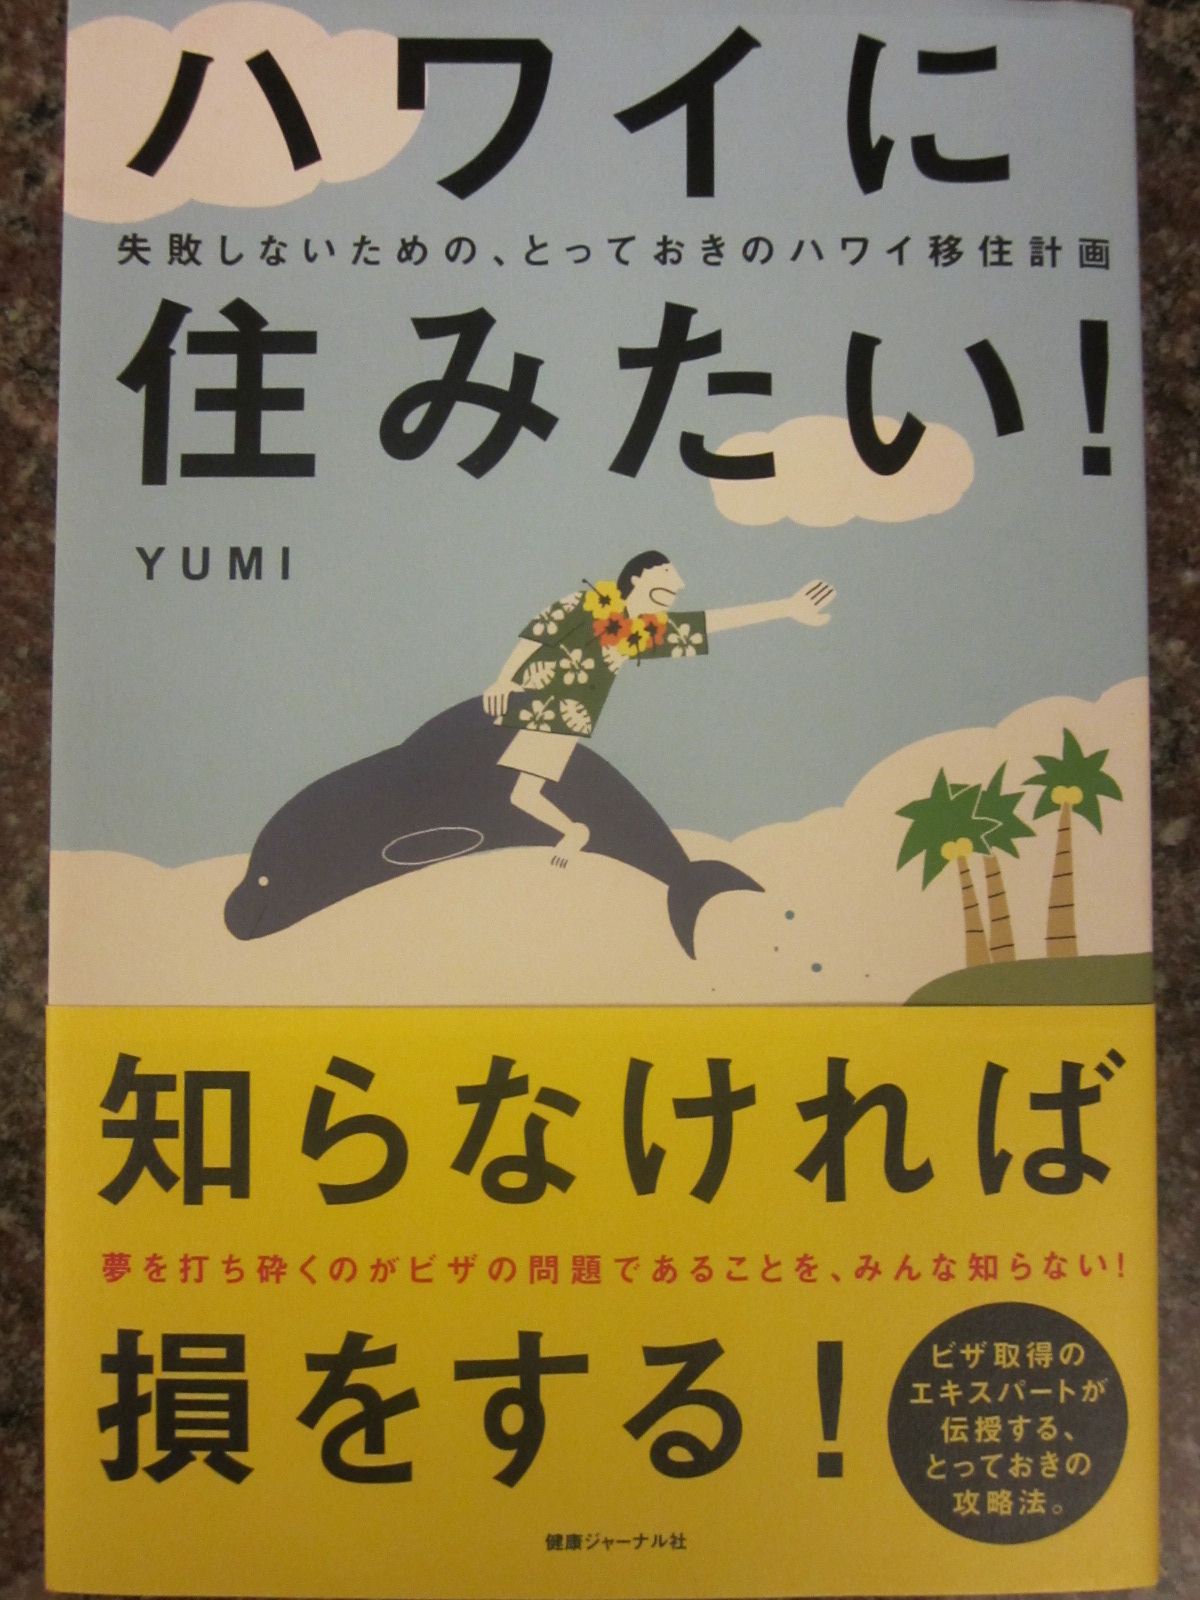 ハワイに
失敗しないための、とっておきのハワイ移住計画
住みたい!
YUMI
知らなければ
夢を打ち砕くのがビザの問題であることを、みんな知らない!
損をする!
ビザ取得の
エキスパートが
伝授する、
とっておきの
攻略法。
健康ジャーナル社